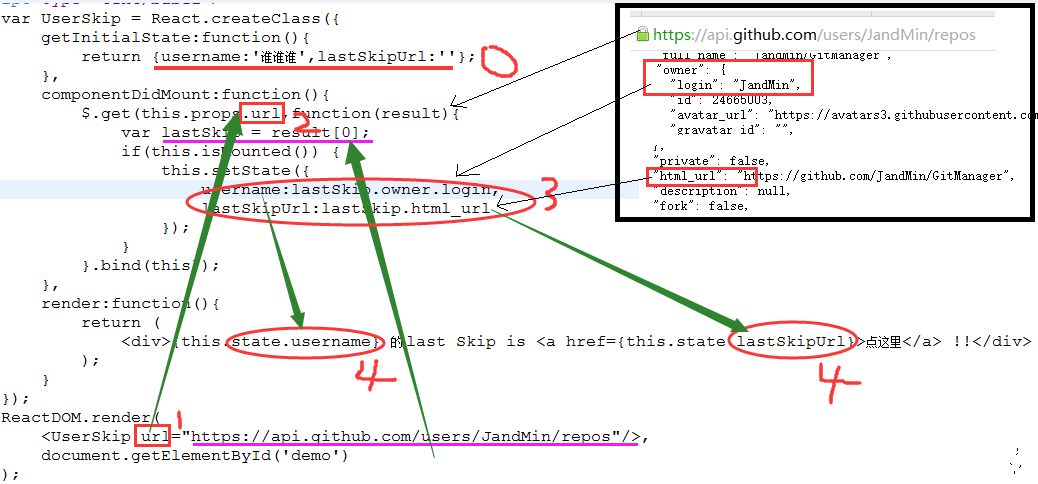 var UserSkip = React.createClass({
getInitialState:function(){
return {username:'谁谁谁',lastSkipUrl:''};
0
},
componentDidMount:function(){
$.get(this.props.url,function(result){
2
var lastSkip = result[0];
if(this.isMounted()) {
this.setState({
username:lastSkip.owner.login,
lastSkipUrl:lastSkip.html_url
3
});
}
}.bind(this));
},
render:function(){
return (
<div>{this.state.username} 的last Skip is <a href={this.state.lastSkipUrl}>点这里</a> !!</div>
4
4
);
}
});
ReactDOM.render(
1
<UserSkip url="https://api.github.com/users/JandMin/repos"/>,
document.getElementById('demo')
);
https://api.github.com/users/JandMin/repos
"full_name": "JandMin/GitManager",
"owner": {
"login": "JandMin",
"id": 24665003,
"avatar_url": "https://avatars3.githubusercontent.com
"gravatar_id": "",
},
"private": false,
"html_url": "https://github.com/JandMin/GitManager",
"description": null,
"fork": false,